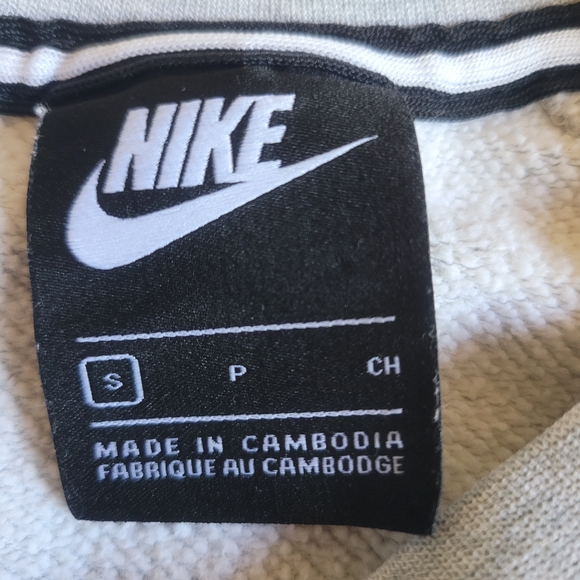 NIKE
S P CH
MADE IN CAMBODIA
FABRIQUE AU CAMBODGE